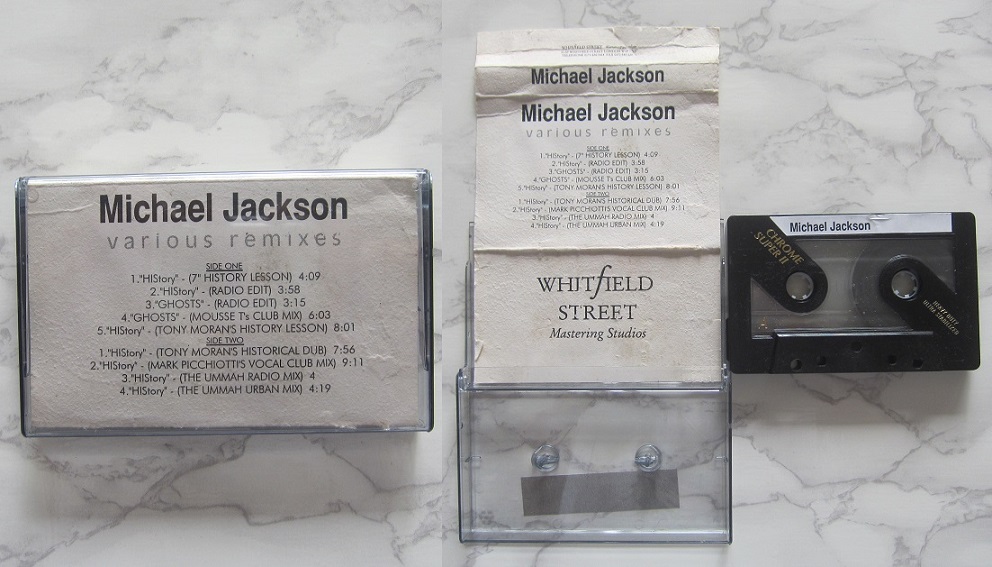 Michael Jackson
various remixes
SIDE ONE
1."HIStory" - (7" HISTORY LESSON) 4:09
2."HIStory" - (RADIO EDIT) 3:58
3."GHOSTS" - (RADIO EDIT) 3:15
4."GHOSTS" - (MOUSSE T's CLUB MIX) 6:03
5."HIStory" - (TONY MORAN'S HISTORY LESSON) 8:01
SIDE TWO
1."HIStory" - (TONY MORAN'S HISTORICAL DUB) 7:56
2."HIStory" - (MARK PICCHIOTTI'S VOCAL CLUB MIX) 9:11
3."HIStory" - (THE UMMAH RADIO MIX) 4
4."HIStory" - (THE UMMAH URBAN MIX) 4:19
WHITFIELD STREET
Michael Jackson
Michael Jackson
various remixes
SIDE ONE
1."HIStory" - (7" HISTORY LESSON) 4:09
2."HIStory" - (RADIO EDIT) 3:58
3."GHOSTS" - (RADIO EDIT) 3:15
4."GHOSTS" - (MOUSSE T's CLUB MIX) 6:03
5."HIStory" - (TONY MORAN'S HISTORY LESSON) 8:01
SIDE TWO
1."HIStory" - (TONY MORAN'S HISTORICAL DUB) 7:56
2."HIStory" - (MARK PICCHIOTTI'S VOCAL CLUB MIX) 9:11
3."HIStory" - (THE UMMAH RADIO MIX) 4
4."HIStory" - (THE UMMAH URBAN MIX) 4:19
WHITfIELD
STREET
Mastering Studios
Michael Jackson
CHROME
SUPER II
HEAVY DUTY